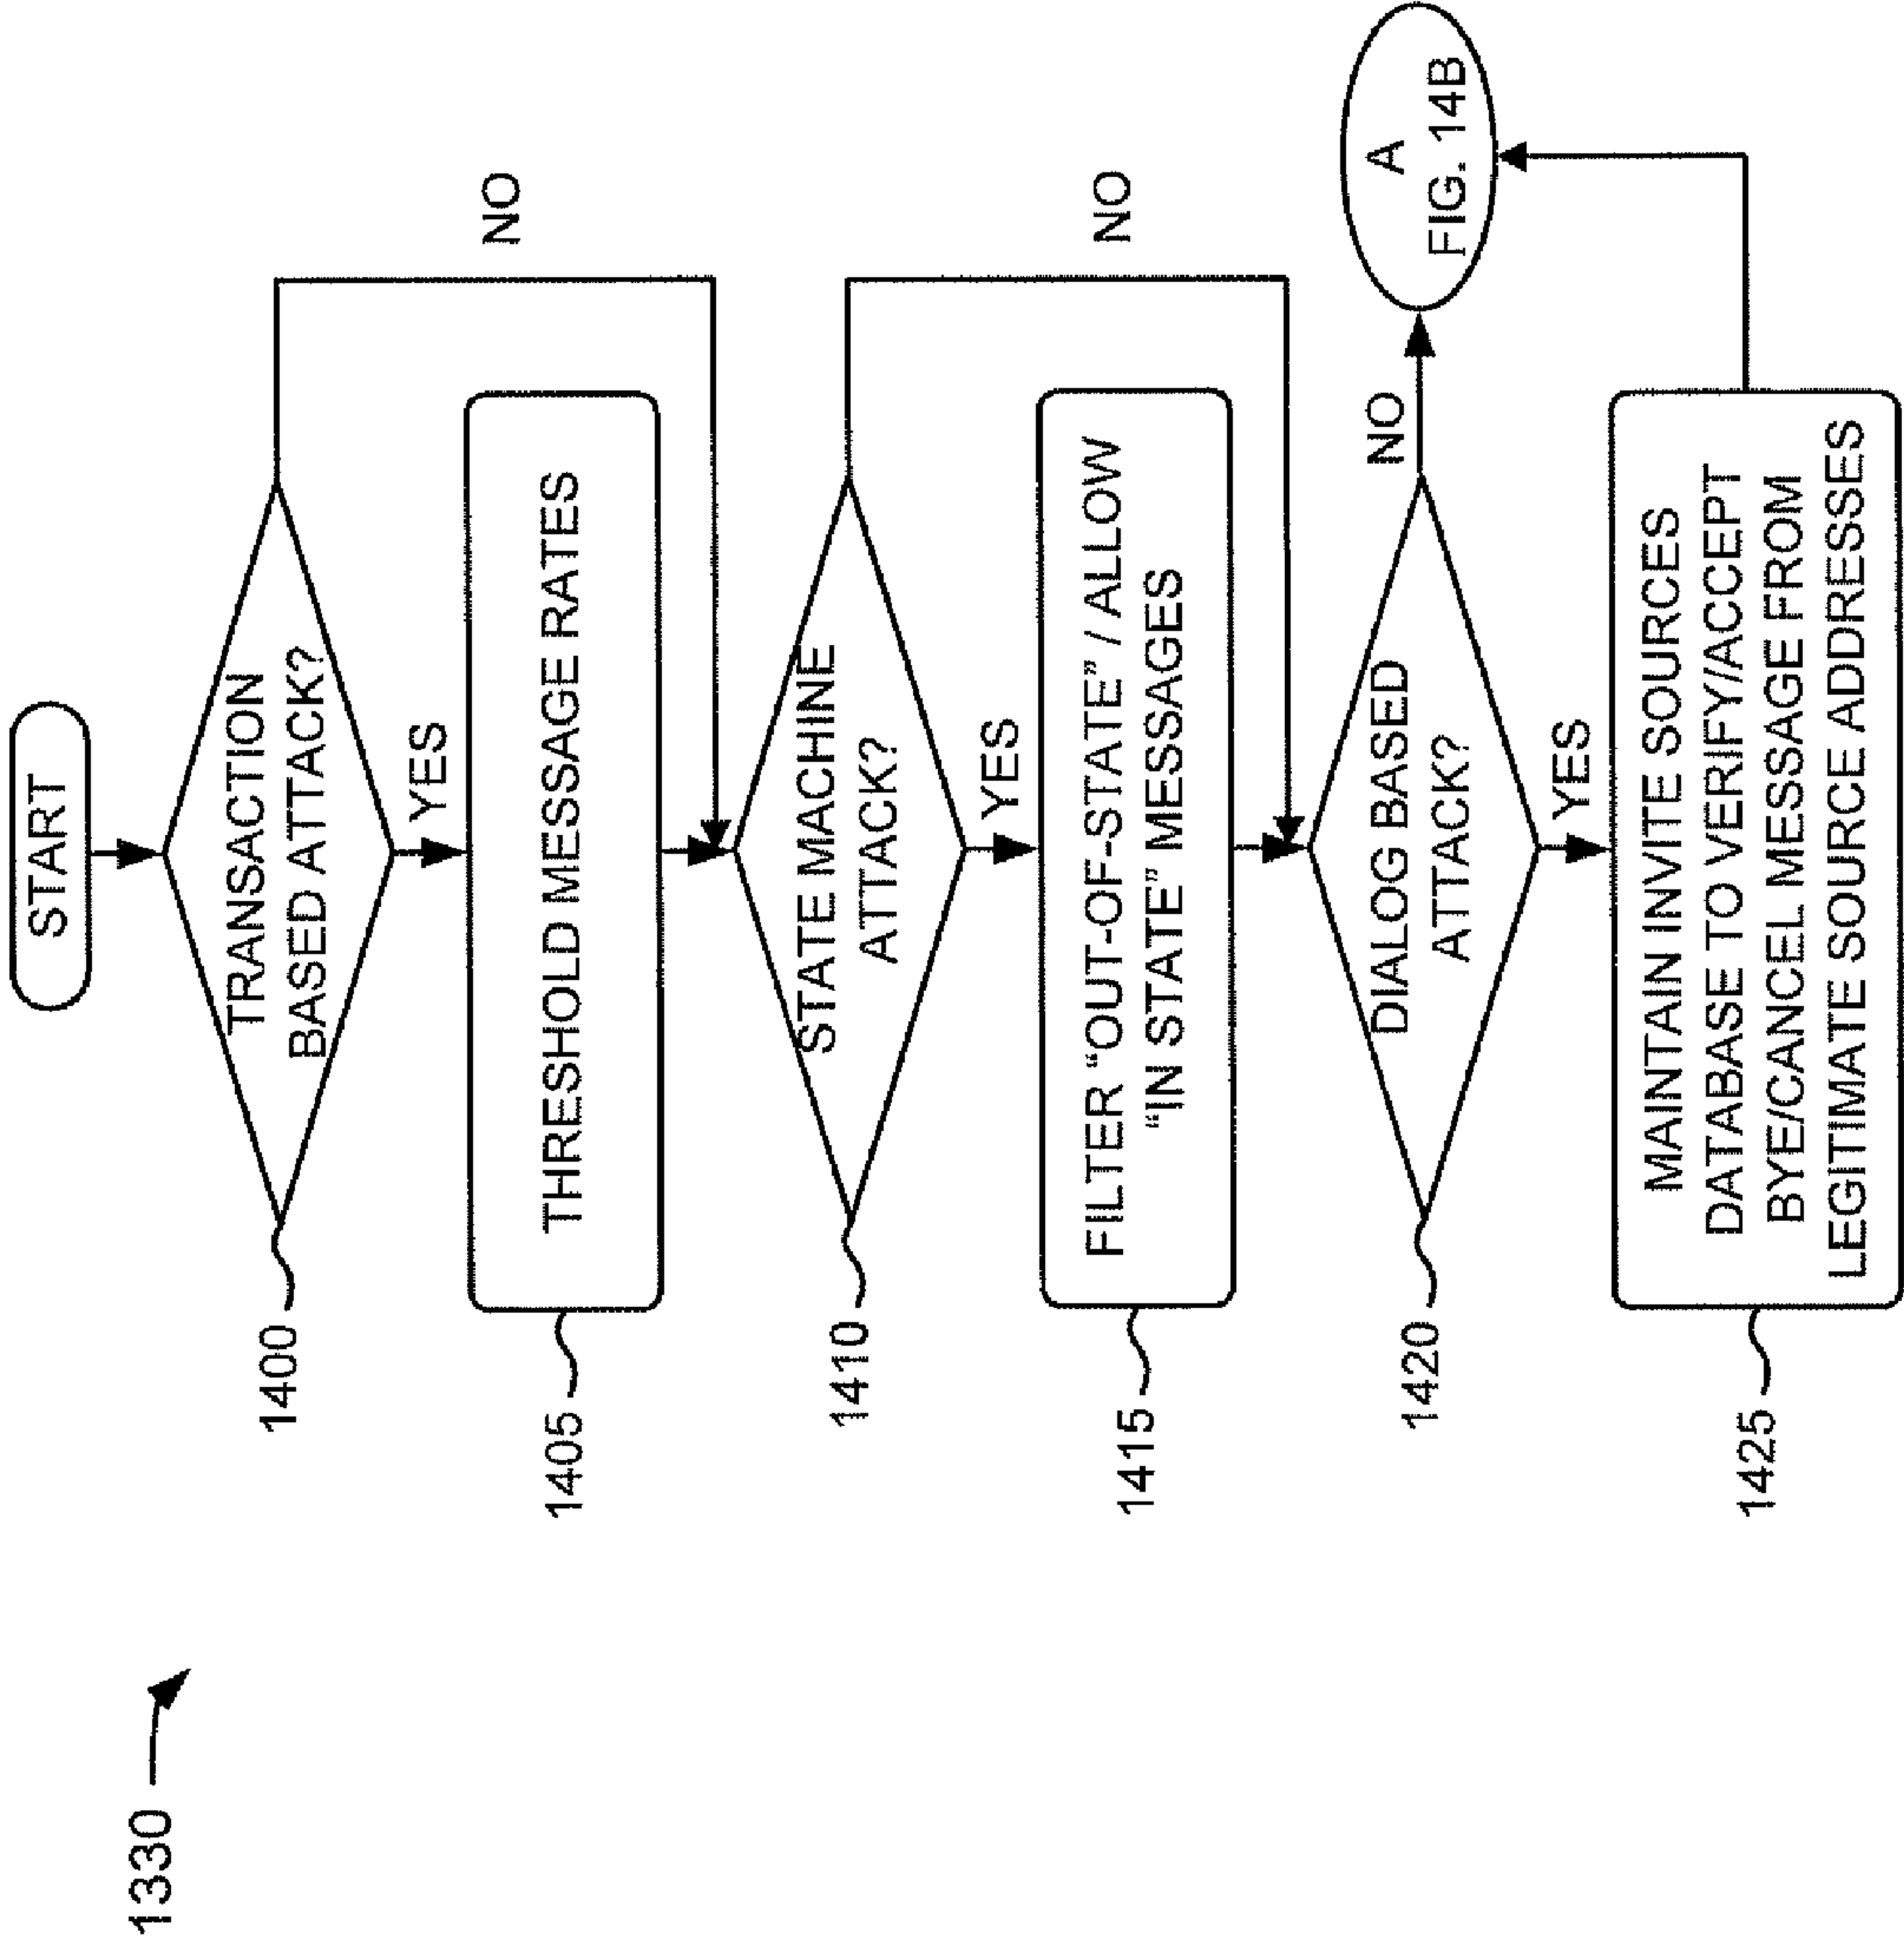 1330
START
1400
TRANSACTION
BASED ATTACK?
NO
YES
1405
THRESHOLD MESSAGE RATES
1410
STATE MACHINE
ATTACK?
NO
YES
1415
FILTER “OUT-OF-STATE” / ALLOW
“IN STATE” MESSAGES
1420
DIALOG BASED
ATTACK?
NO
A
FIG. 14B
YES
1425
MAINTAIN INVITE SOURCES
DATABASE TO VERIFY/ACCEPT
BYE/CANCEL MESSAGE FROM
LEGITIMATE SOURCE ADDRESSES